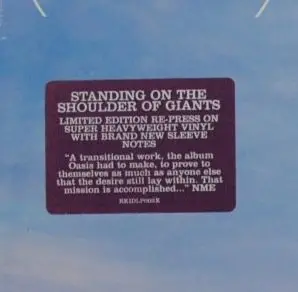 STANDING ON THE
SHOULDER OF GIANTS
LIMITED EDITION RE-PRESS ON
SUPER HEAVYWEIGHT VINYL
WITH BRAND NEW SLEEVE
NOTES
“A transitional work, the album
Oasis had to make, to prove to
themselves as much as anyone else
that the desire still lay within. That
mission is accomplished...” NME
RKIDLP002X